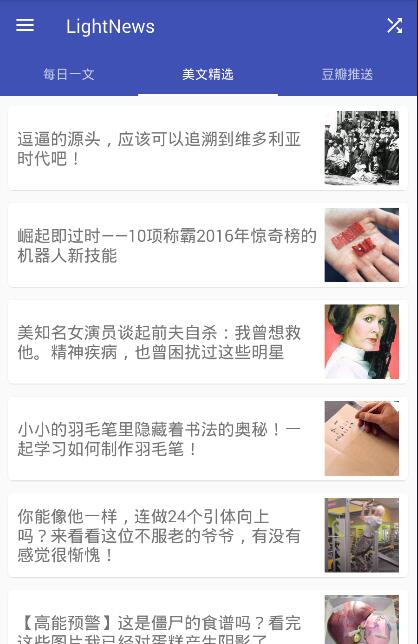 LightNews
每日一文
美文精选
豆瓣推送
逗逼的源头，应该可以追溯到维多利亚
时代吧！
崛起即过时——10项称霸2016年惊奇榜的
机器人新技能
美知名女演员谈起前夫自杀：我曾想救
他。精神疾病，也曾困扰过这些明星
小小的羽毛笔里隐藏着书法的奥秘！一
起学习如何制作羽毛笔！
你能像他一样，连做24个引体向上
吗？来看看这位不服老的爷爷，有没有
感觉很惭愧！
【高能预警】这是僵尸的食谱吗？看完
这些图片我已经对蛋糕产生阴影了